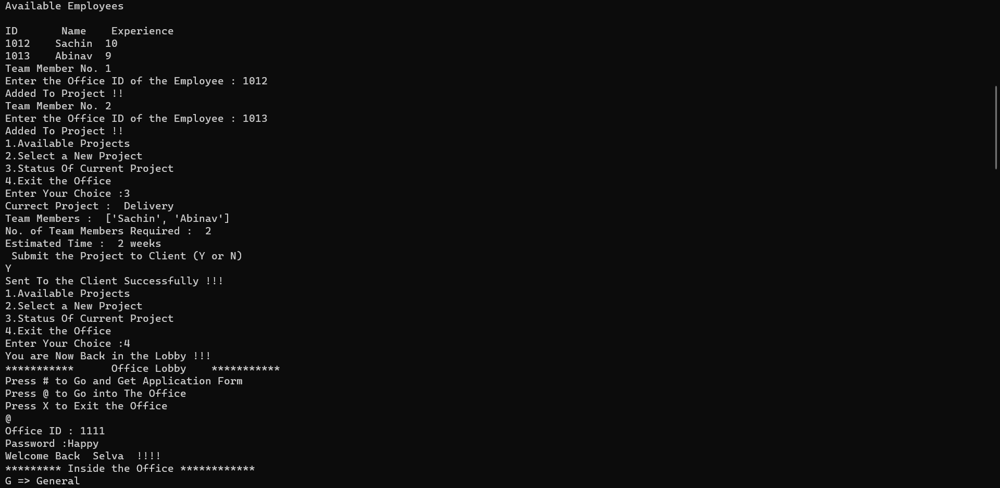 Available Employees
ID       Name    Experience
1012    Sachin  10
1013    Abinav  9
Team Member No. 1
Enter the Office ID of the Employee : 1012
Added To Project !!
Team Member No. 2
Enter the Office ID of the Employee : 1013
Added To Project !!
1.Available Projects
2.Select a New Project
3.Status Of Current Project
4.Exit the Office
Enter Your Choice :3
Currect Project :  Delivery
Team Members :  ['Sachin', 'Abinav']
No. of Team Members Required :  2
Estimated Time :  2 weeks
 Submit the Project to Client (Y or N)
Y
Sent To the Client Successfully !!!
1.Available Projects
2.Select a New Project
3.Status Of Current Project
4.Exit the Office
Enter Your Choice :4
You are Now Back in the Lobby !!!
***********      Office Lobby    ***********
Press # to Go and Get Application Form
Press @ to Go into The Office
Press X to Exit the Office
@
Office ID : 1111
Password :Happy
Welcome Back  Selva  !!!!
********* Inside the Office ************
G => General